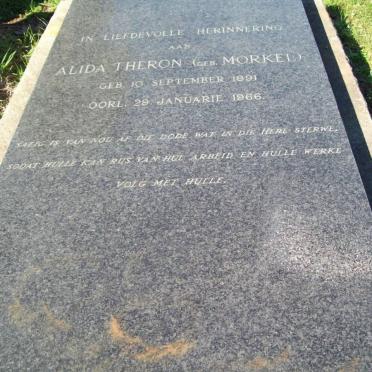 IN LIEFDEVOLLE HERINNERING
AAN
ALIDA THERON (GEB. MORKEL)
GEB. 10 SEPTEMBER 1891
OORL. 29 JANUARIE 1966.
SALIG IS VAN NOU AF DIE DODE WAT IN DIE HERE STERWE,
SODAT HULLE KAN RUS VAN HUL ARBEID EN HULLE WERKE
VOLG MET HULLE.